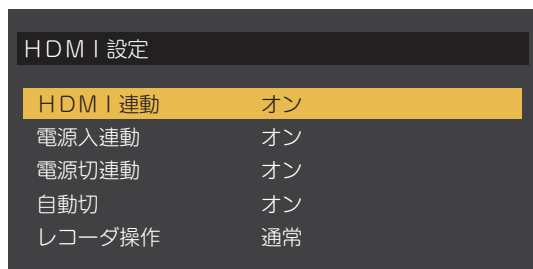 ＨＤＭＩ設定
ＨＤＭＩ連動 オン
電源入連動 オン
電源切連動 オン
自動切 オン
レコーダ操作 通常